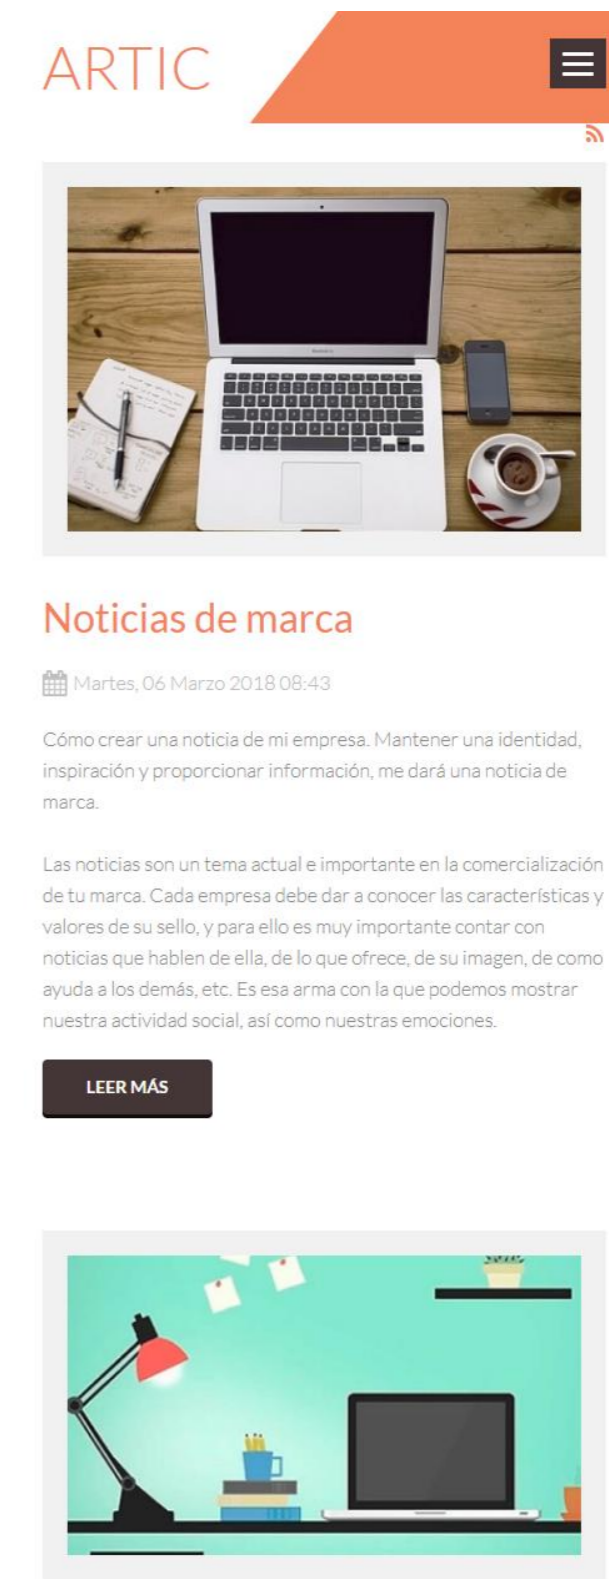 ARTIC
Noticias de marca
Martes, 06 Marzo 2018 08:43
Cómo crear una noticia de mi empresa. Mantener una identidad,
inspiración y proporcionar información, me dará una noticia de
marca.
Las noticias son un tema actual e importante en la comercialización
de tu marca. Cada empresa debe dar a conocer las características y
valores de su sello, y para ello es muy importante contar con
noticias que hablen de ella, de lo que ofrece, de su imagen, de como
ayuda a los demás, etc. Es esa arma con la que podemos mostrar
nuestra actividad social, así como nuestras emociones.
LEER MÁS